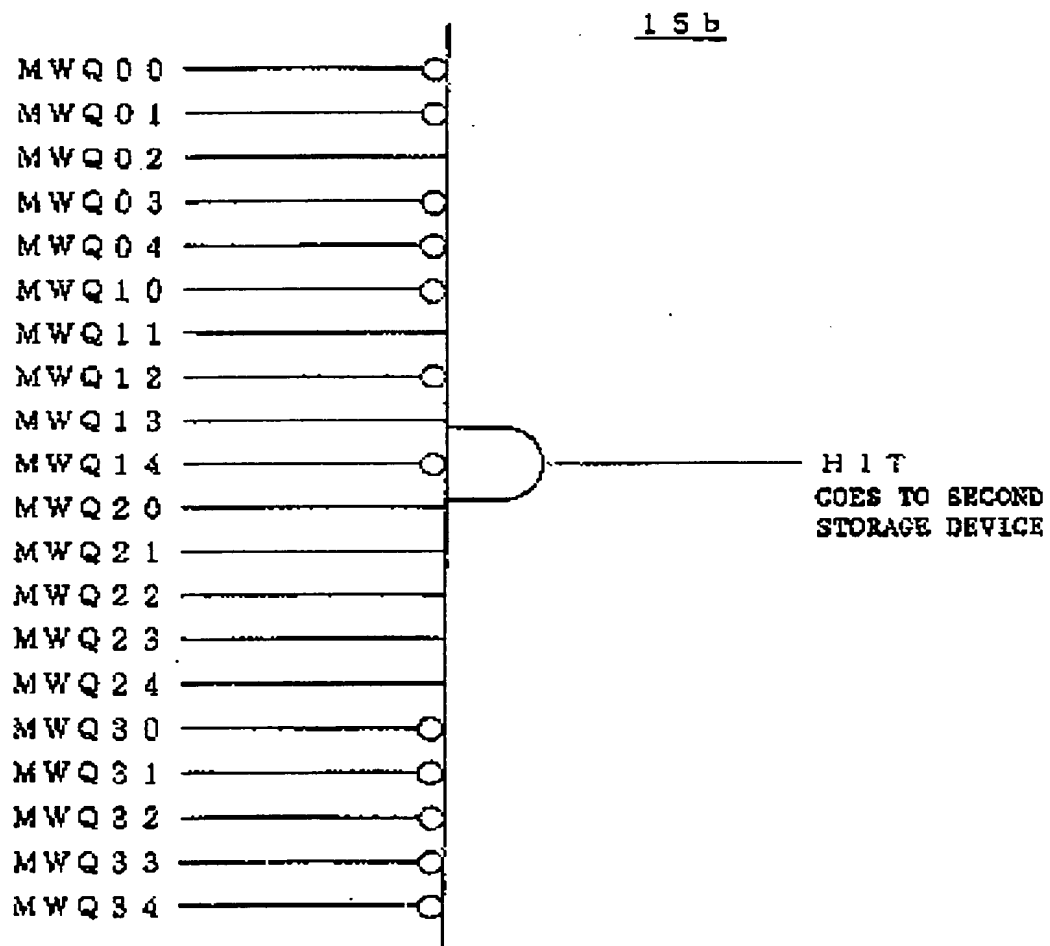 15b
MWQ00
MWQ01
MWQ02
MWQ03
MWQ04
MWQ10
MWQ11
MWQ12
MWQ13
MWQ14
MWQ20
MWQ21
MWQ22
MWQ23
MWQ24
MWQ30
MWQ31
MWQ32
MWQ33
MWQ34
HIT
GOES TO SECOND
STORAGE DEVICE